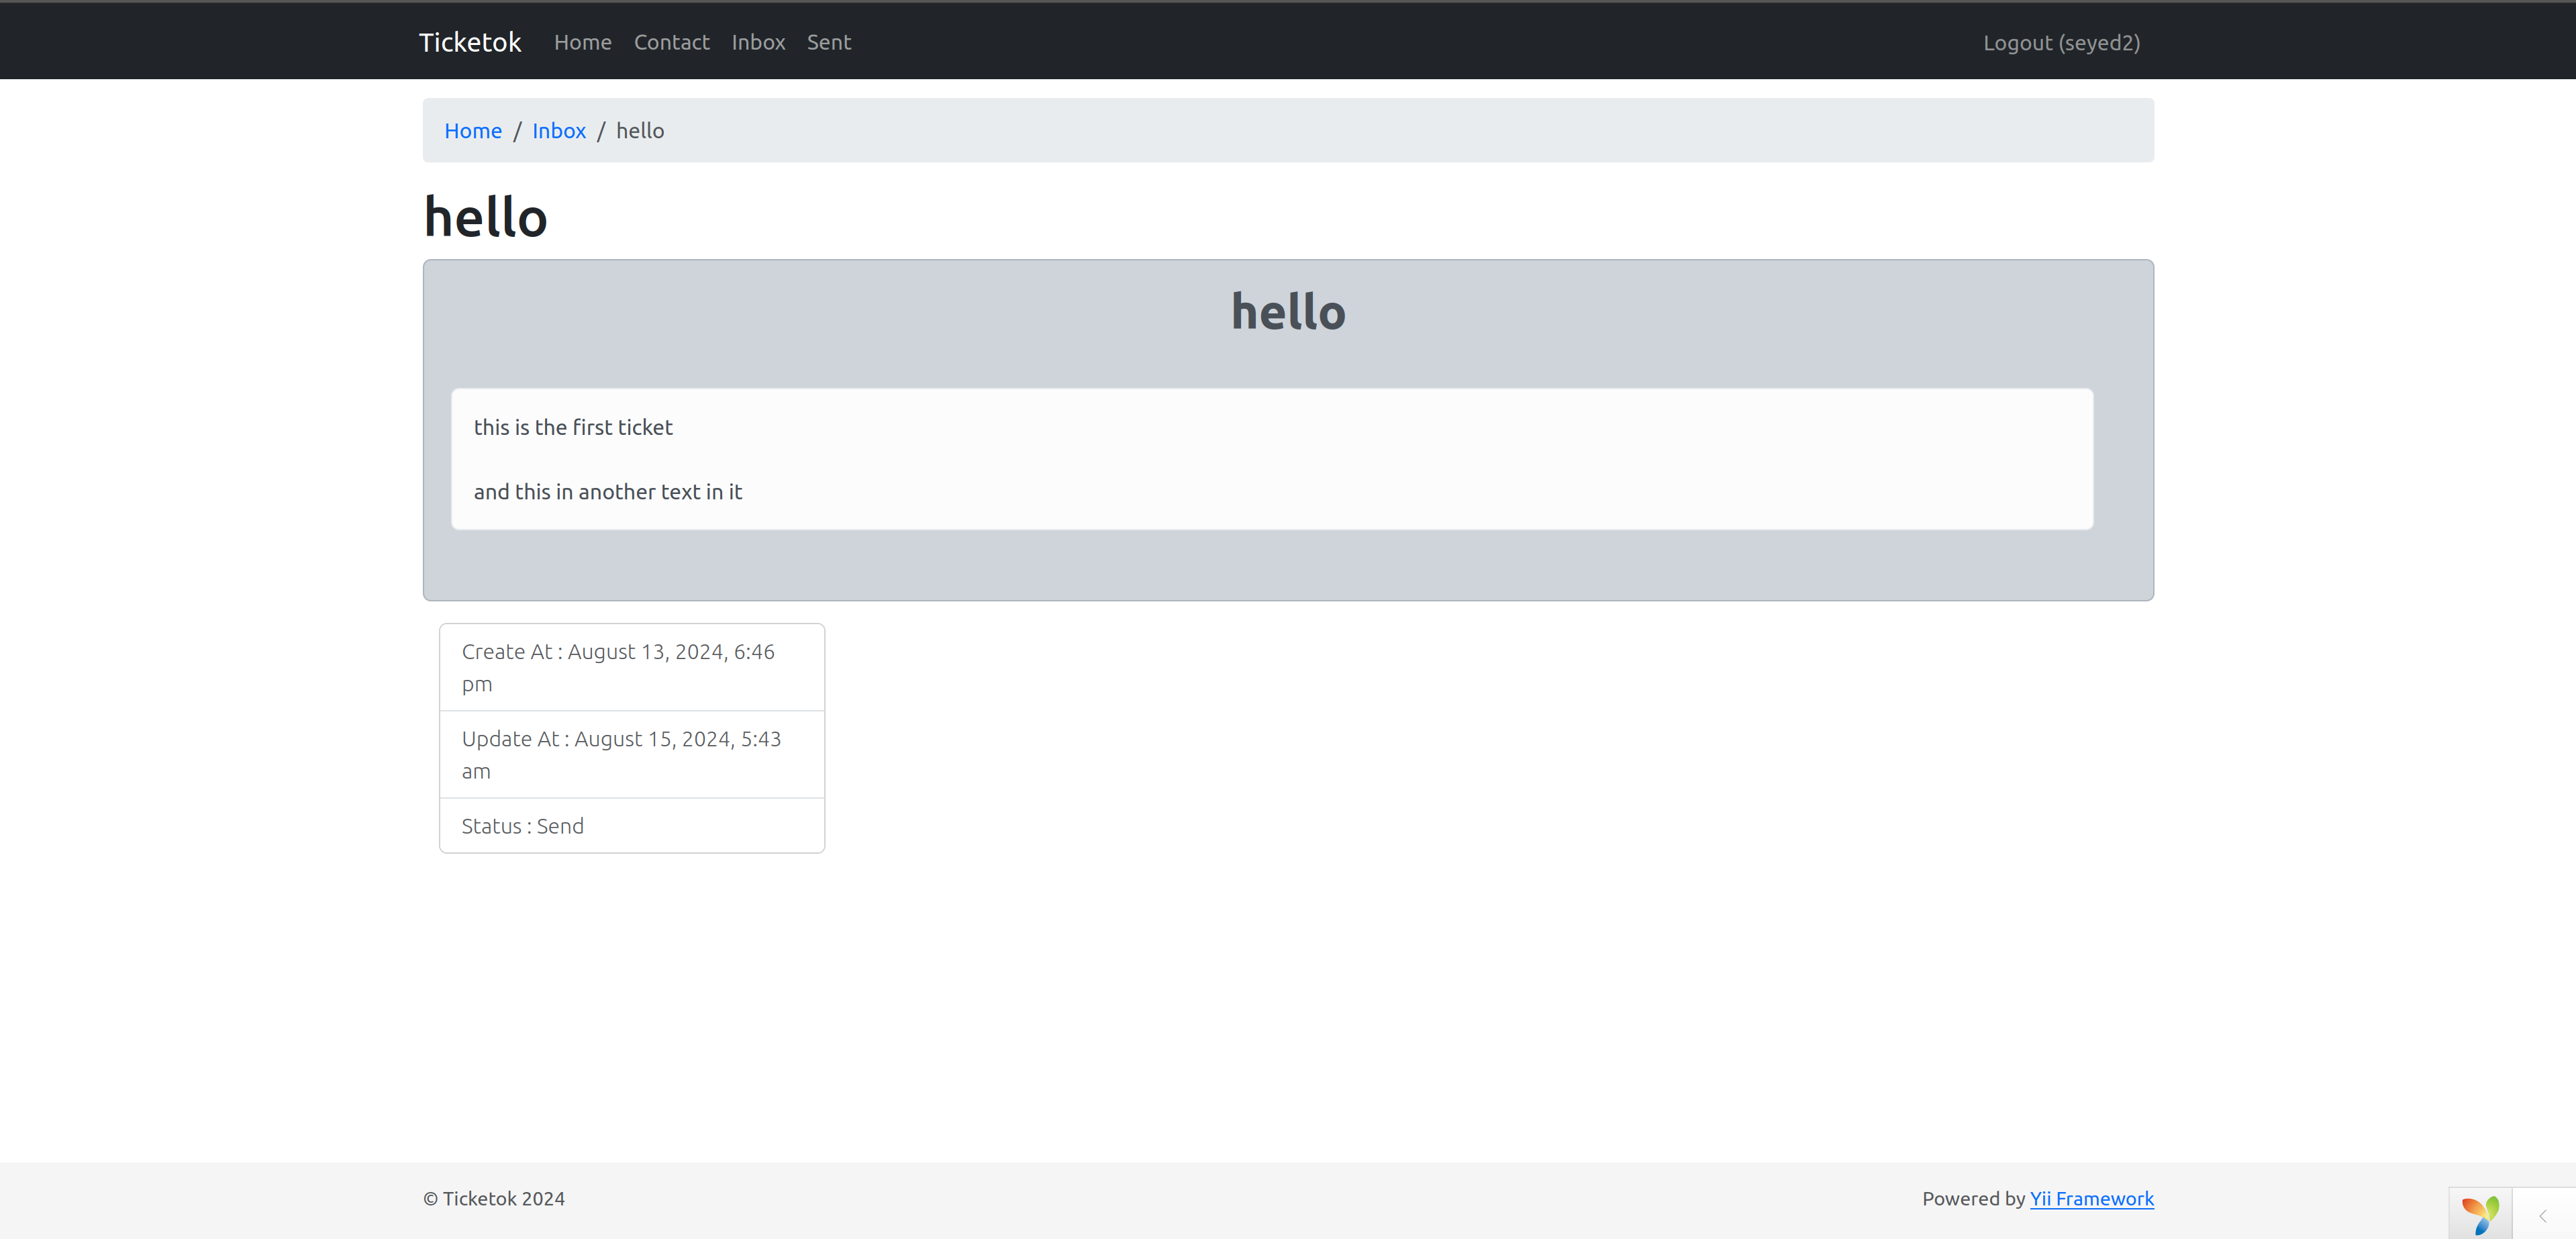 Ticketok Home Contact Inbox Sent Logout (seyed2)
Home / Inbox / hello
hello
hello
this is the first ticket
and this in another text in it
Create At : August 13, 2024, 6:46
pm
Update At : August 15, 2024, 5:43
am
Status : Send
© Ticketok 2024 Powered by Yii Framework